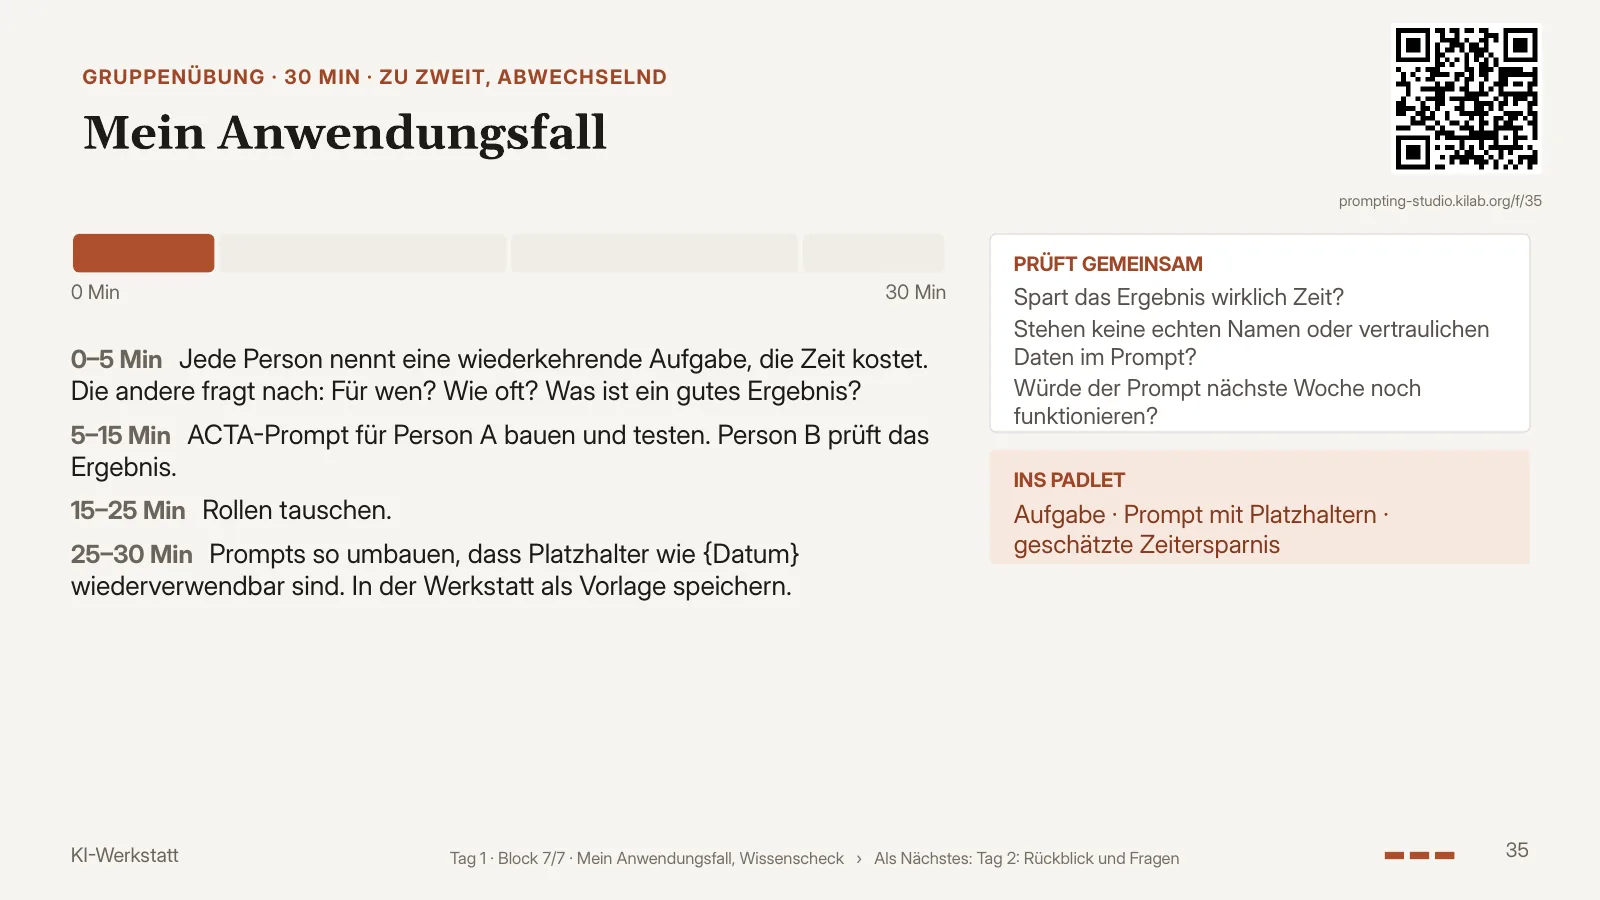 GRUPPENÜBUNG · 30 MIN · ZU ZWEIT, ABWECHSELND
Mein Anwendungsfall
prompting-studio.kilab.org/f/35
0 Min
30 Min
0–5 Min Jede Person nennt eine wiederkehrende Aufgabe, die Zeit kostet.
Die andere fragt nach: Für wen? Wie oft? Was ist ein gutes Ergebnis?
5–15 Min ACTA-Prompt für Person A bauen und testen. Person B prüft das
Ergebnis.
15–25 Min Rollen tauschen.
25–30 Min Prompts so umbauen, dass Platzhalter wie {Datum}
wiederverwendbar sind. In der Werkstatt als Vorlage speichern.
PRÜFT GEMEINSAM
Spart das Ergebnis wirklich Zeit?
Stehen keine echten Namen oder vertraulichen
Daten im Prompt?
Würde der Prompt nächste Woche noch
funktionieren?
INS PADLET
Aufgabe · Prompt mit Platzhaltern ·
geschätzte Zeitersparnis
KI-Werkstatt
Tag 1 · Block 7/7 · Mein Anwendungsfall, Wissenscheck › Als Nächstes: Tag 2: Rückblick und Fragen
35